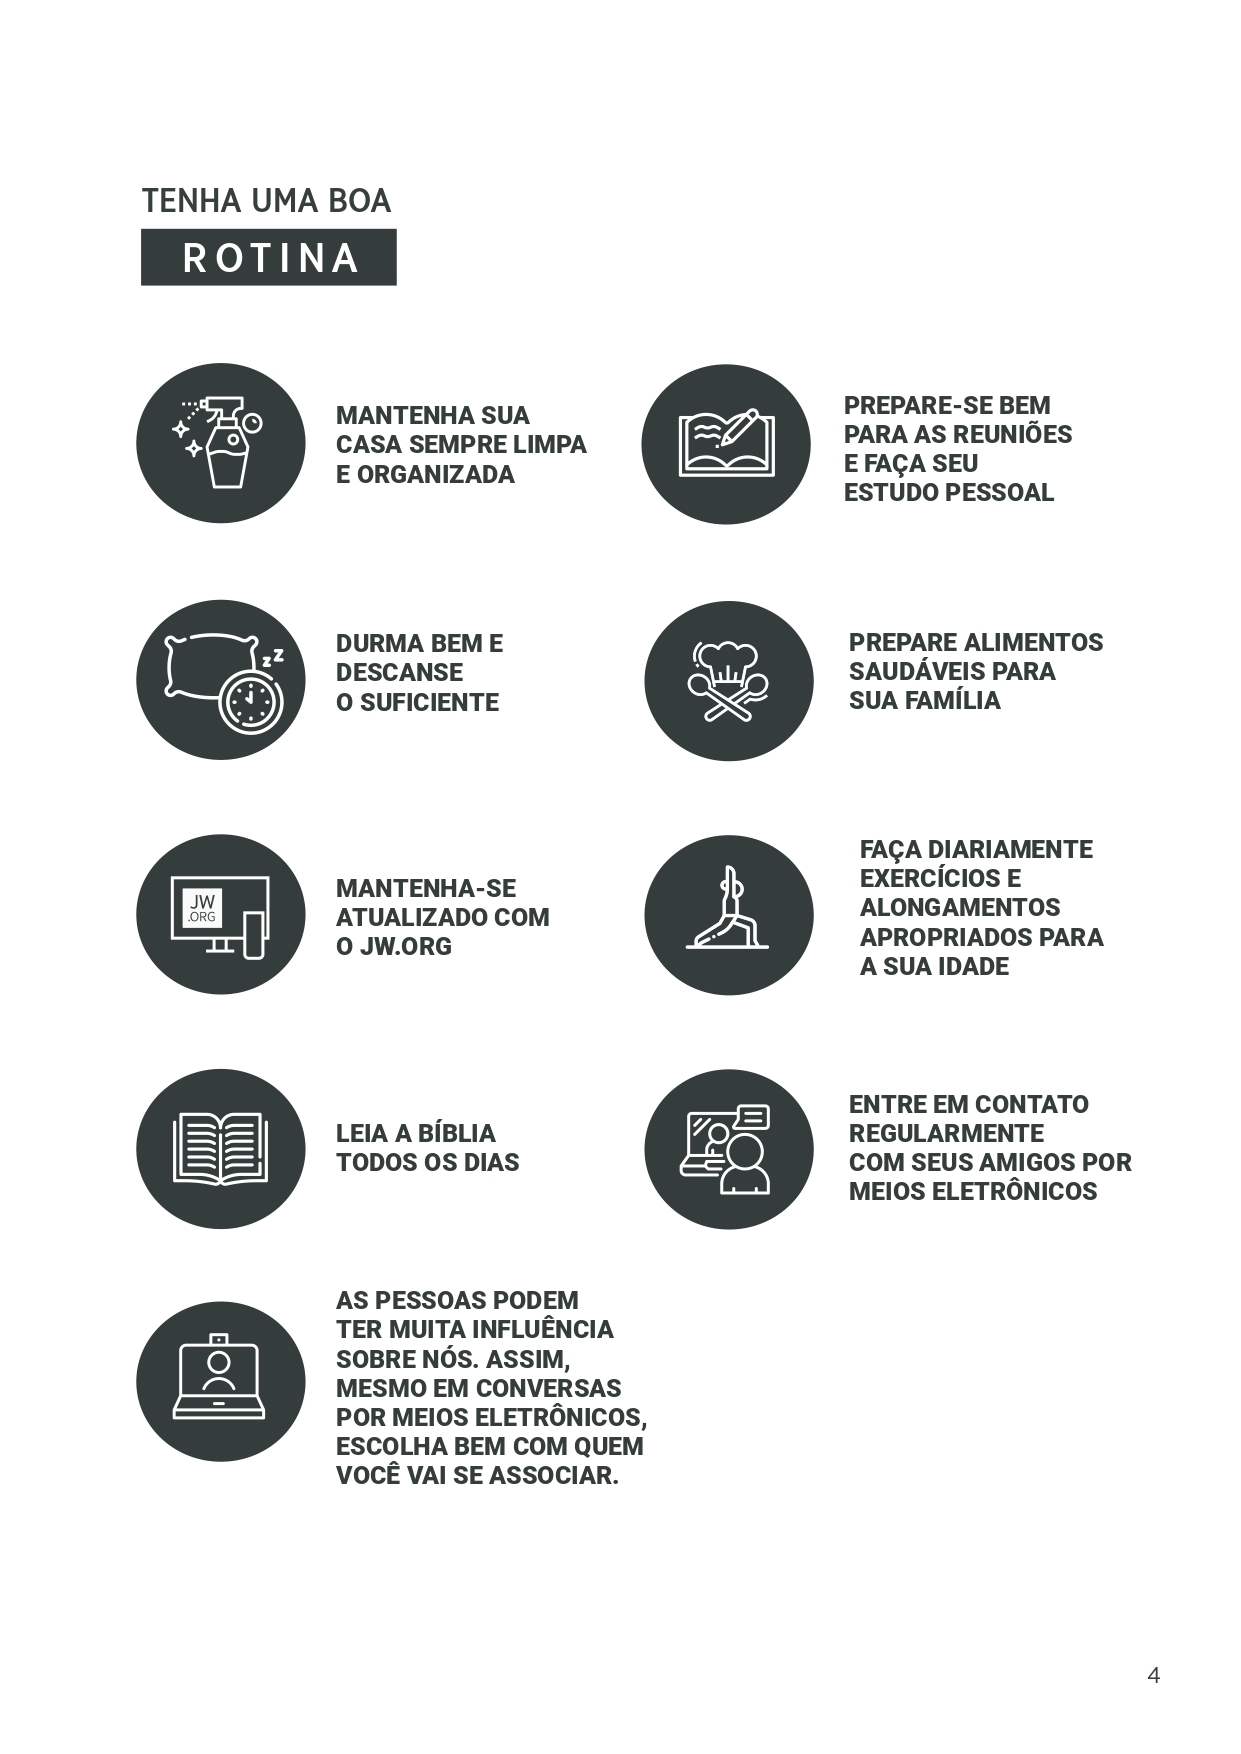 TENHA UMA BOA
ROTINA
MANTENHA SUA
CASA SEMPRE LIMPA
E ORGANIZADA
PREPARE-SE BEM
PARA AS REUNIÕES
E FAÇA SEU
ESTUDO PESSOAL
DURMA BEM E
DESCANSE
O SUFICIENTE
zz
PREPARE ALIMENTOS
SAUDÁVEIS PARA
SUA FAMÍLIA
MANTENHA-SE
ATUALIZADO COM
O JW.ORG
JW
.ORG
FAÇA DIARIAMENTE
EXERCÍCIOS E
ALONGAMENTOS
APROPRIADOS PARA
A SUA IDADE
LEIA A BÍBLIA
TODOS OS DIAS
ENTRE EM CONTATO
REGULARMENTE
COM SEUS AMIGOS POR
MEIOS ELETRÔNICOS
AS PESSOAS PODEM
TER MUITA INFLUÊNCIA
SOBRE NÓS. ASSIM,
MESMO EM CONVERSAS
POR MEIOS ELETRÔNICOS,
ESCOLHA BEM COM QUEM
VOCÊ VAI SE ASSOCIAR.
4